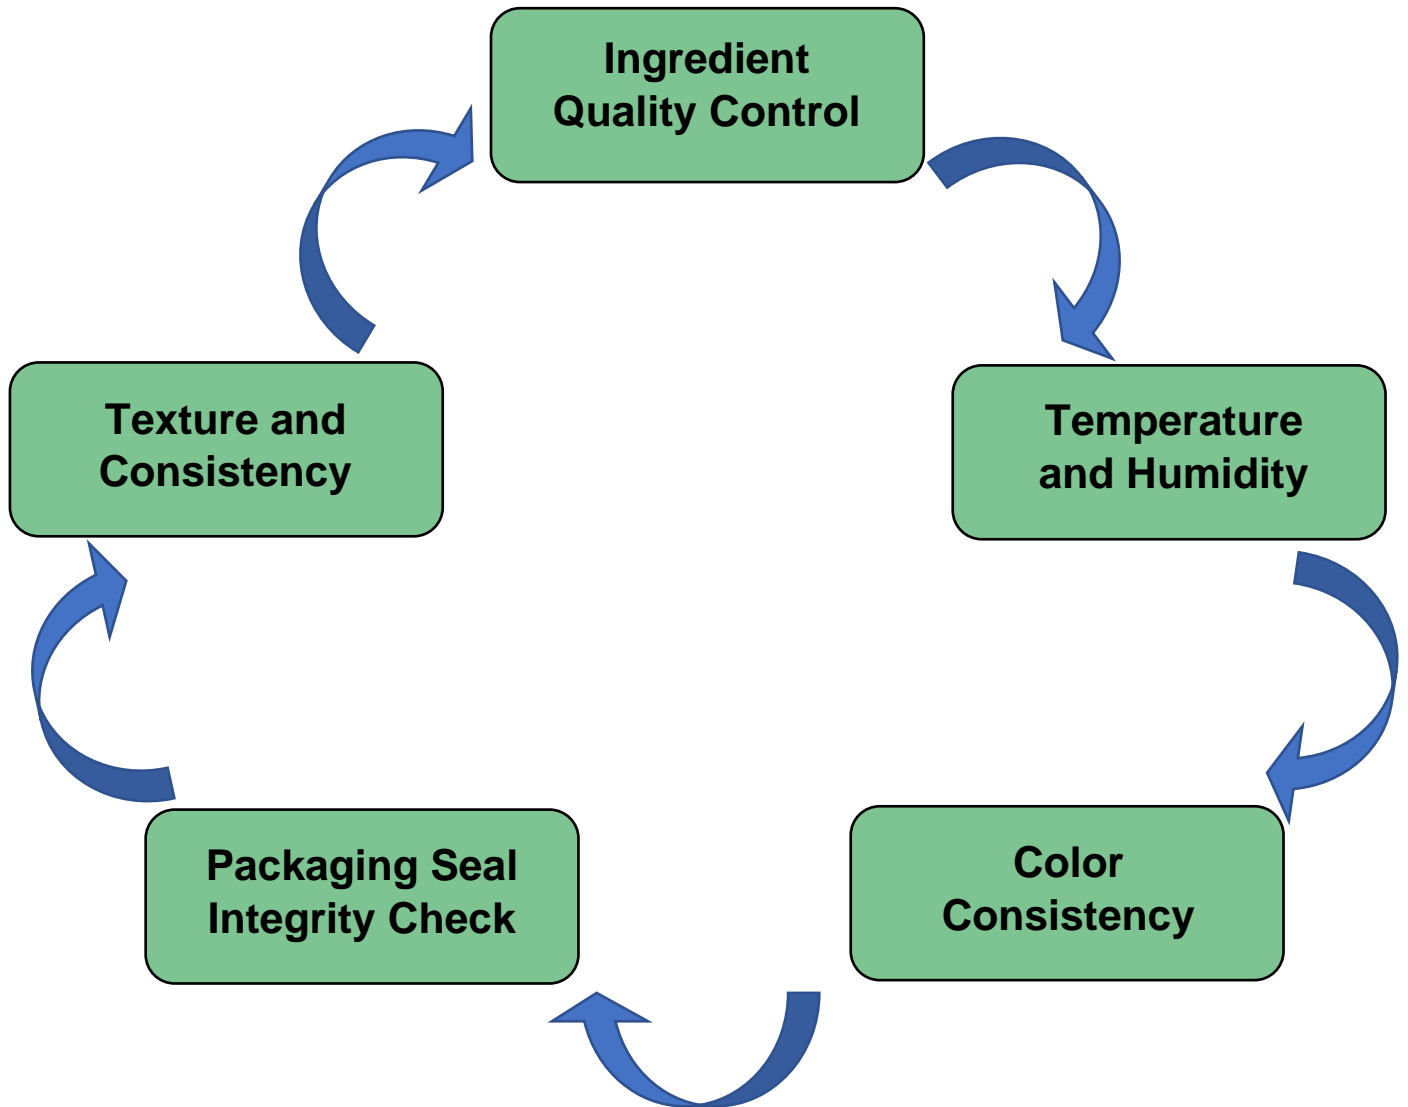 Ingredient
Quality Control
Temperature
and Humidity
Color
Consistency
Packaging Seal
Integrity Check
Texture and
Consistency